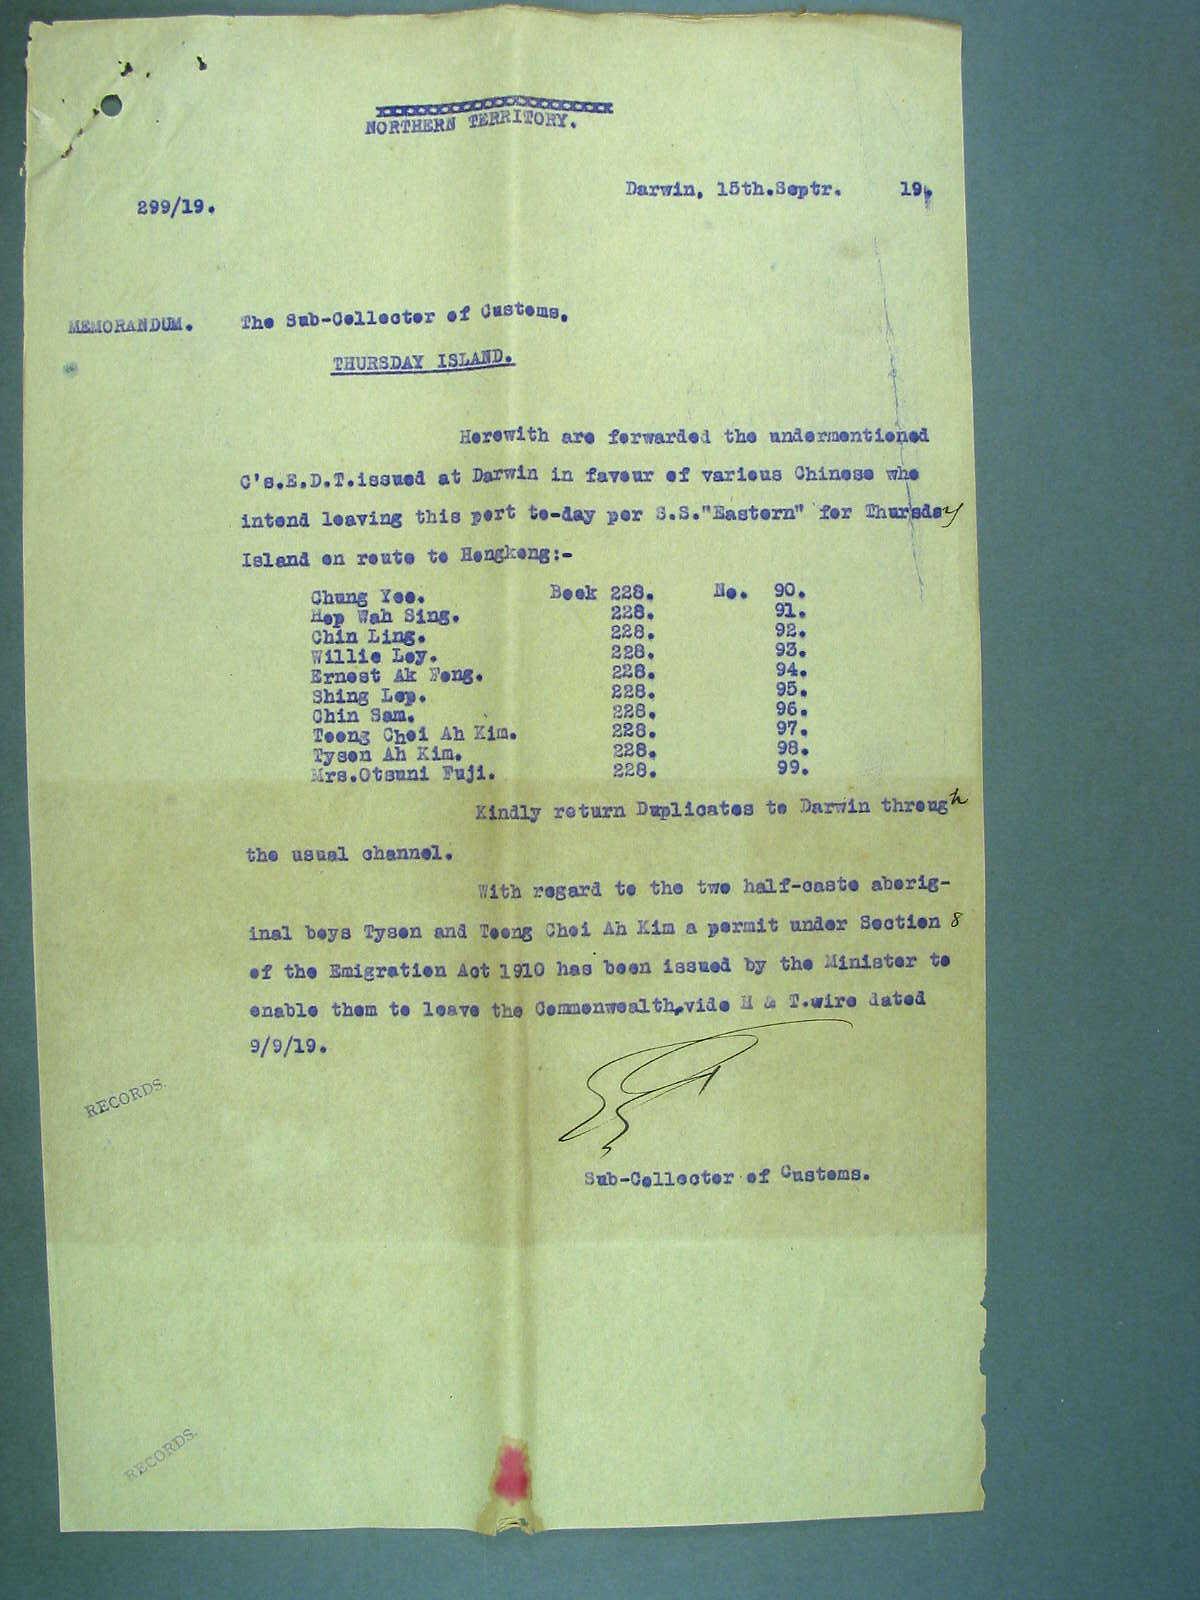 NORTHERN TERRITORY.
Darwin, 15th.Septr. 19
299/19.
MEMORANDUM. The Sub-Collector of Customs.
THURSDAY ISLAND.
Herewith are forwarded the undermentioned
C's.E.D.T.issued at Darwin in favour of various Chinese who
intend leaving this port to-day per S.S."Eastern" for Thursday
Island en route to Hongkong:-
Chung Yee. Book 228. No. 90.
Hop Wah Sing. 228. 91.
Chin Ling. 228. 92.
Willie Loy. 228. 93.
Ernest Ak Fong. 228. 94.
Shing Lop. 228. 95.
Chin Sam. 228. 96.
Toong Choi Ah Kim. 228. 97.
Tyson Ah Kim. 228. 98.
Mrs.Otsuni Fuji. 228. 99.
Kindly return Duplicates to Darwin through
the usual channel.
With regard to the two half-caste aborig-
inal boys Tyson and Toong Choi Ah Kim a permit under Section 8
of the Emigration Act 1910 has been issued by the Minister to
enable them to leave the Commonwealth,vide H & T.wire dated
9/9/19.
RECORDS.
Sub-Collector of Customs.
RECORDS.